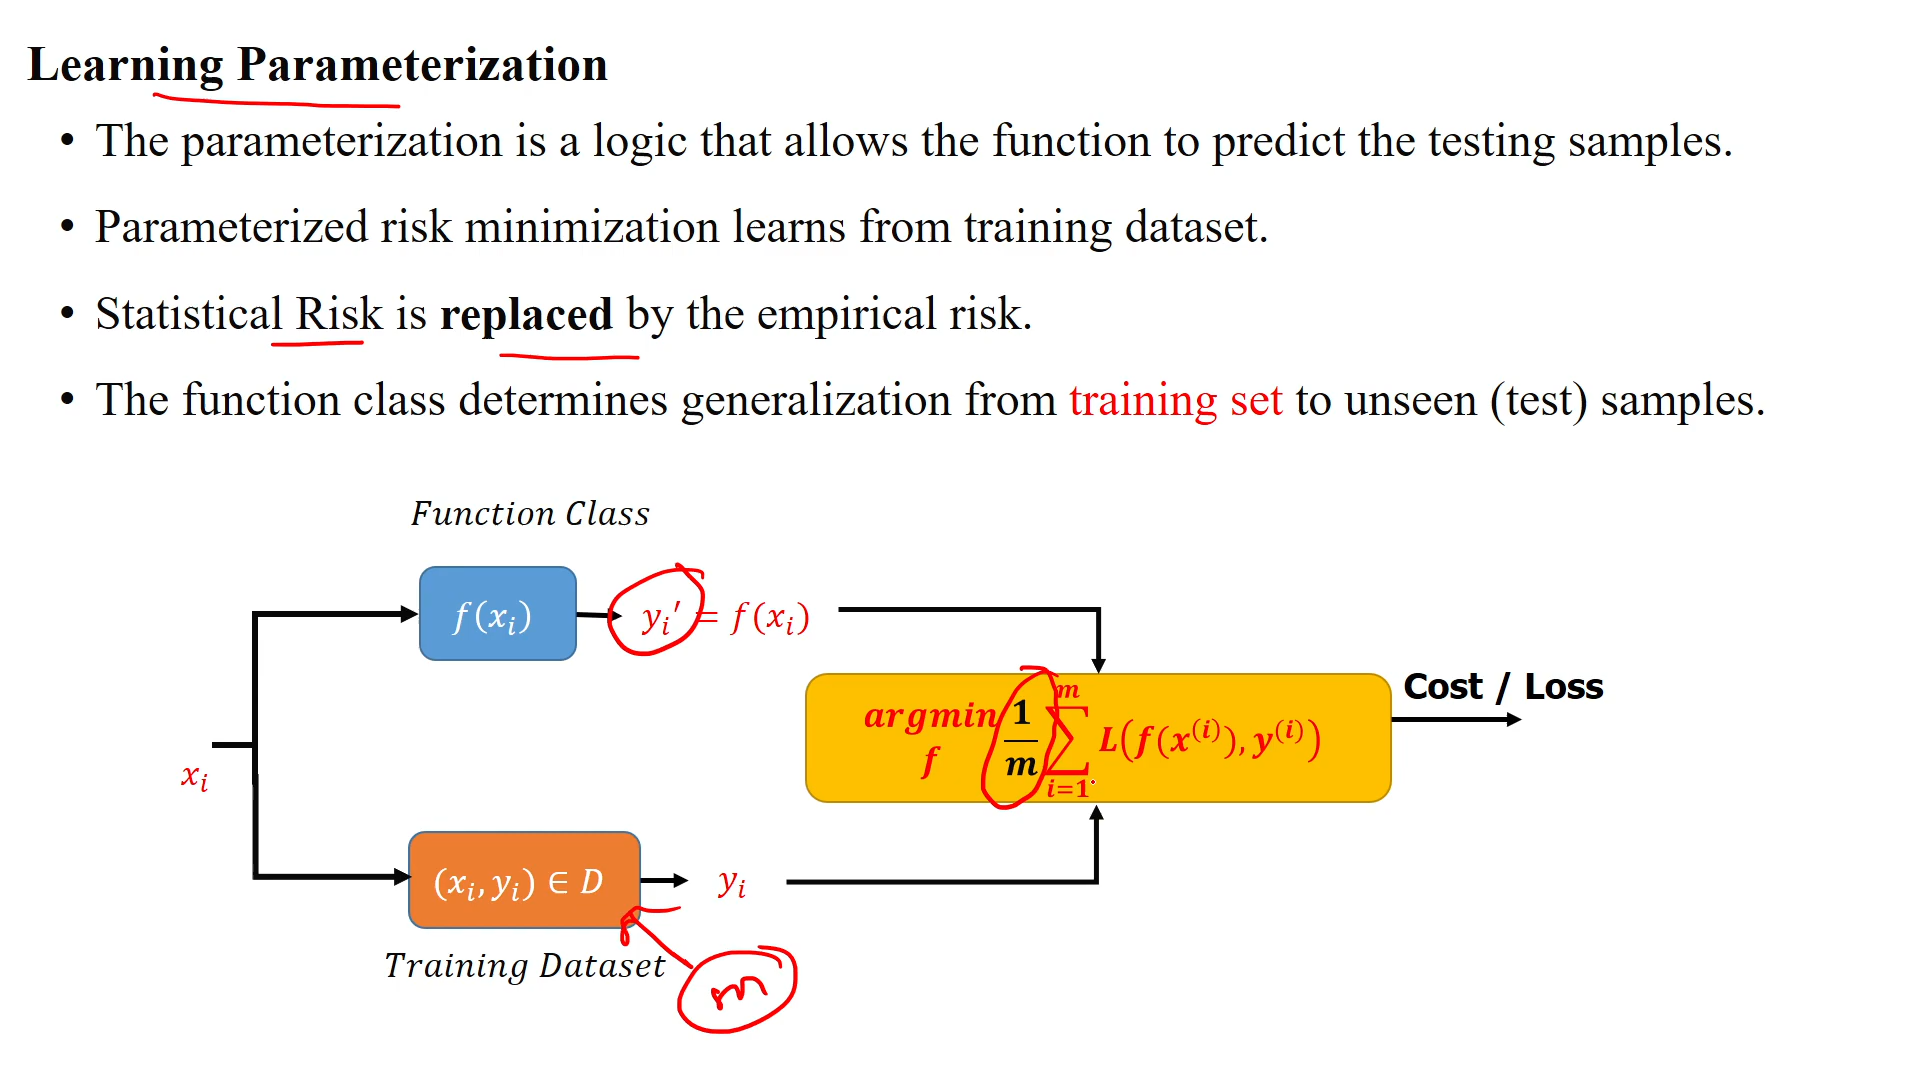 Learning Parameterization
• The parameterization is a logic that allows the function to predict the testing samples.
• Parameterized risk minimization learns from training dataset.
• Statistical Risk is replaced by the empirical risk.
• The function class determines generalization from training set to unseen (test) samples.
Function Class
f(xᵢ)
yᵢ′ = f(xᵢ)
argmin f 1/m ∑ᵢ₌₁ᵐ L(f(x⁽ⁱ⁾), y⁽ⁱ⁾)
Cost / Loss
xᵢ
(xᵢ, yᵢ) ∈ D
yᵢ
Training Dataset
m